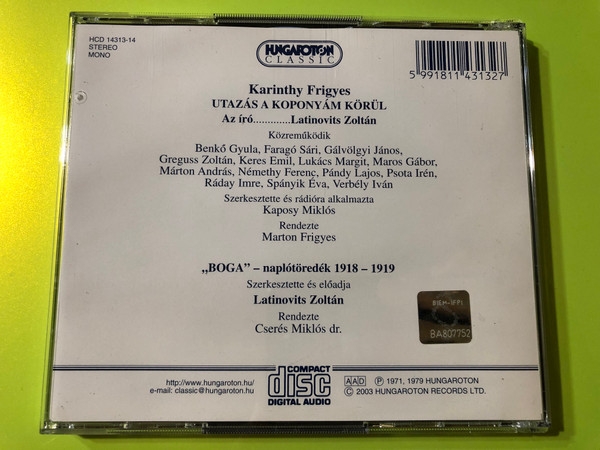 HCD 14313-14
STEREO
MONO
HUNGAROTON
CLASSIC
5 991811 431327
Karinthy Frigyes
UTAZÁS A KOPONYÁM KÖRÜL
Az író.............Latinovits Zoltán
Közreműködik
Benkő Gyula, Faragó Sári, Gálvölgyi János,
Greguss Zoltán, Keres Emil, Lukács Margit, Maros Gábor,
Márton András, Némethy Ferenc, Pándy Lajos, Psota Irén,
Ráday Imre, Spányik Éva, Verbély Iván
Szerkesztette és rádióra alkalmazta
Kaposy Miklós
Rendezte
Marton Frigyes
„BOGA” – naplótöredék 1918 – 1919
Szerkesztette és előadja
Latinovits Zoltán
Rendezte
Cserés Miklós dr.
BA807752
http://www.hungaroton.hu/
e-mail: classic@hungaroton.hu
COMPACT
disc
DIGITAL AUDIO
AAD Ⓟ 1971, 1979 HUNGAROTON
© 2003 HUNGAROTON RECORDS LTD.